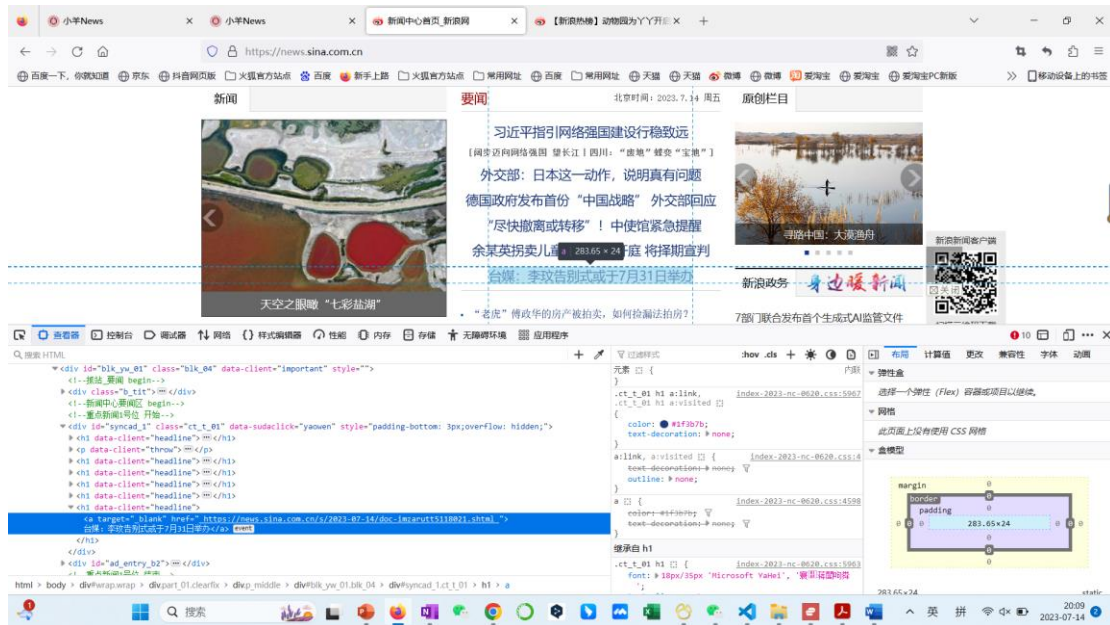 小羊News
小羊News
新闻中心首页_新浪网
【新浪热榜】动物园为丫丫开
https://news.sina.com.cn
百度一下，你就知道 京东 抖音网页版 火狐官方站点 百度 新手上路 火狐官方站点 常用网址 百度 常用网址 天猫 天猫 微博 微博 爱淘宝 爱淘宝 爱淘宝PC新版 移动设备上的书签
新闻
天空之眼瞰“七彩盐湖”
要闻 北京时间：2023.7.14 周五
习近平指引网络强国建设行稳致远
外交部：日本这一动作，说明真有问题
德国政府发布首份“中国战略” 外交部回应
“尽快撤离或转移”！中使馆紧急提醒
余某英拐卖儿童 庭 将择期宣判
a 283.65 × 24
台媒：李玟告别式或于7月31日举办
“老虎”傅政华的房产被拍卖，如何捡漏法拍房？
原创栏目
寻路中国：大漠渔舟
新浪政务 身边暖新闻
7部门联合发布首个生成式AI监管文件
新浪新闻客户端
关闭
查看器 控制台 调试器 网络 {} 样式编辑器 性能 内存 存储 无障碍环境 应用程序 10
搜索 HTML
<div id="blk_yw_01" class="blk_04" data-client="important" style="">
<!--推站_要闻 begin-->
<div class="b_tit"></div>
<!--新闻中心要闻区 begin-->
<!--重点新闻1号位 开始-->
<div id="syncad_1" class="ct_t_01" data-sudaclick="yaowen" style="padding-bottom: 3px;overflow: hidden;">
<h1 data-client="headline"></h1>
<p data-client="throw"></p>
<h1 data-client="headline"></h1>
<h1 data-client="headline"></h1>
<h1 data-client="headline"></h1>
<h1 data-client="headline"></h1>
<h1 data-client="headline">
<a target="_blank" href="https://news.sina.com.cn/s/2023-07-14/doc-imzarutt5118021.shtml">
台媒：李玟告别式或于7月31日举办</a> event
</h1>
</div>
<div id="ad_entry_b2"></div>
html > body > div#wrap.wrap > div.part_01.clearfix > div.p_middle > div#blk_yw_01.blk_04 > div#syncad_1.ct_t_01 > h1 > a
过滤样式 :hov .cls +
元素 { 内联
}
.ct_t_01 h1 a:link, index-2023-nc-0620.css:5967
.ct_t_01 h1 a:visited
{
color: #1f3b7b;
text-decoration: none;
}
a:link, a:visited { index-2023-nc-0620.css:4
text-decoration: none;
outline: none;
}
a { index-2023-nc-0620.css:4598
color: #1f3b7b;
text-decoration: none;
}
继承自 h1
.ct_t_01 h1 { index-2023-nc-0620.css:5963
font: 18px/35px 'Microsoft YaHei',
布局 计算值 更改 兼容性 字体 动画
弹性盒
选择一个弹性（Flex）容器或项目以继续。
网格
此页面上没有使用 CSS 网格
盒模型
margin 0
border 0
padding 0
0 0 0 283.65×24 0 0 0
0
0
0
283.65×24 static
搜索
英 拼
20:09
2023-07-14
2